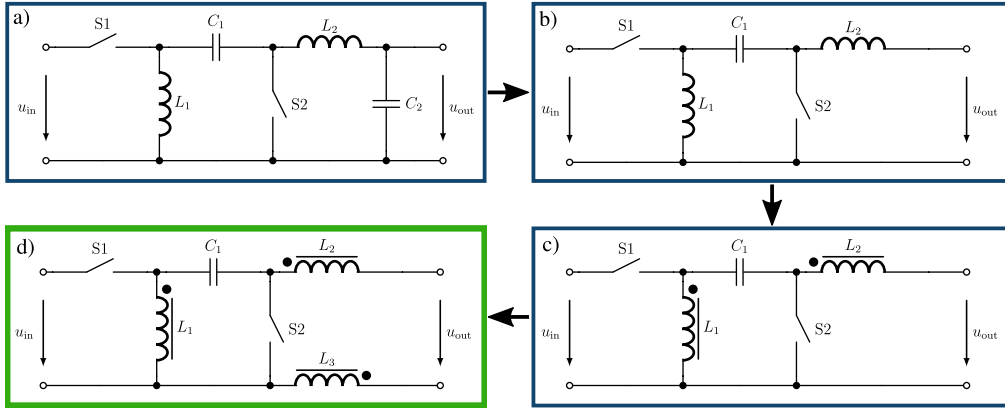 a)
S1
C₁
L₂
L₁
S2
C₂
uᵢₙ
uₒᵤₜ
b)
S1
C₁
L₂
L₁
S2
uᵢₙ
uₒᵤₜ
d)
S1
C₁
L₂
L₁
S2
L₃
uᵢₙ
uₒᵤₜ
c)
S1
C₁
L₂
L₁
S2
uᵢₙ
uₒᵤₜ